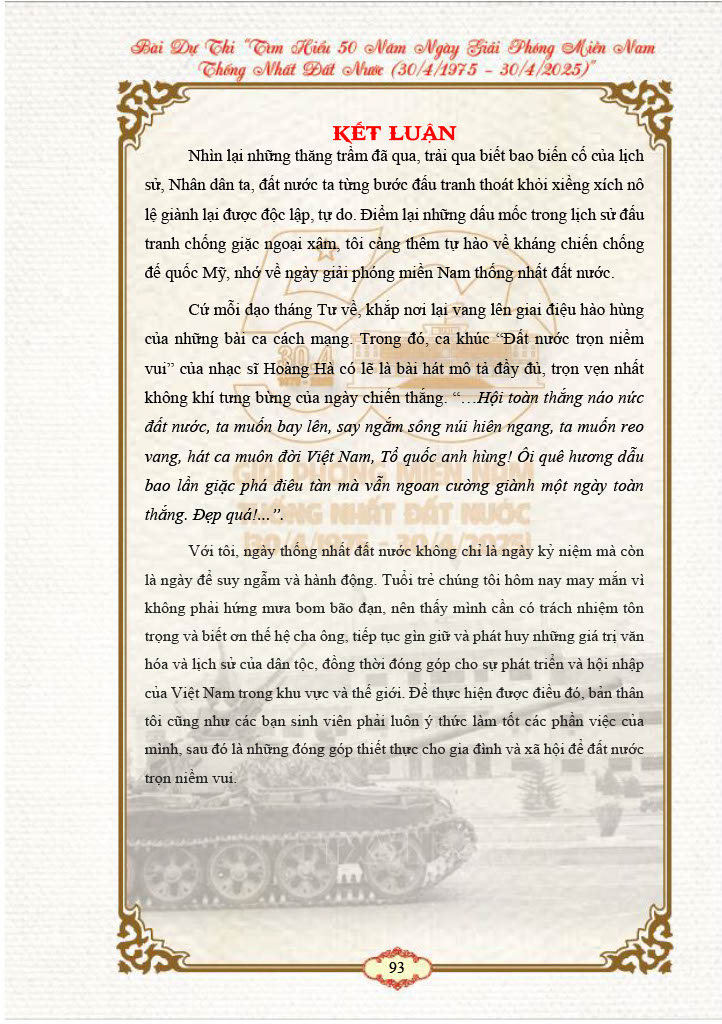 Bài Dự Thi "Tìm Hiểu 50 Năm Ngày Giải Phóng Miền Nam
Thống Nhất Đất Nước (30/4/1975 - 30/4/2025)"
KẾT LUẬN
Nhìn lại những thăng trầm đã qua, trải qua biết bao biến cố của lịch
sử, Nhân dân ta, đất nước ta từng bước đấu tranh thoát khỏi xiềng xích nô
lệ giành lại được độc lập, tự do. Điểm lại những dấu mốc trong lịch sử đấu
tranh chống giặc ngoại xâm, tôi càng thêm tự hào về kháng chiến chống
đế quốc Mỹ, nhớ về ngày giải phóng miền Nam thống nhất đất nước.
Cứ mỗi dạo tháng Tư về, khắp nơi lại vang lên giai điệu hào hùng
của những bài ca cách mạng. Trong đó, ca khúc “Đất nước trọn niềm
vui” của nhạc sĩ Hoàng Hà có lẽ là bài hát mô tả đầy đủ, trọn vẹn nhất
không khí tưng bừng của ngày chiến thắng. “…Hội toàn thắng náo nức
đất nước, ta muốn bay lên, say ngắm sông núi hiên ngang, ta muốn reo
vang, hát ca muôn đời Việt Nam, Tổ quốc anh hùng! Ôi quê hương dẫu
bao lần giặc phá điêu tàn mà vẫn ngoan cường giành một ngày toàn
thắng. Đẹp quá!...”.
Với tôi, ngày thống nhất đất nước không chỉ là ngày kỷ niệm mà còn
là ngày để suy ngẫm và hành động. Tuổi trẻ chúng tôi hôm nay may mắn vì
không phải hứng mưa bom bão đạn, nên thấy mình cần có trách nhiệm tôn
trọng và biết ơn thế hệ cha ông, tiếp tục gìn giữ và phát huy những giá trị văn
hóa và lịch sử của dân tộc, đồng thời đóng góp cho sự phát triển và hội nhập
của Việt Nam trong khu vực và thế giới. Để thực hiện được điều đó, bản thân
tôi cũng như các bạn sinh viên phải luôn ý thức làm tốt các phần việc của
mình, sau đó là những đóng góp thiết thực cho gia đình và xã hội để đất nước
trọn niềm vui.
50
30.4
GIẢI PHÓNG MIỀN NAM
THỐNG NHẤT ĐẤT NƯỚC
(30/4/1975 - 30/4/2025)
93